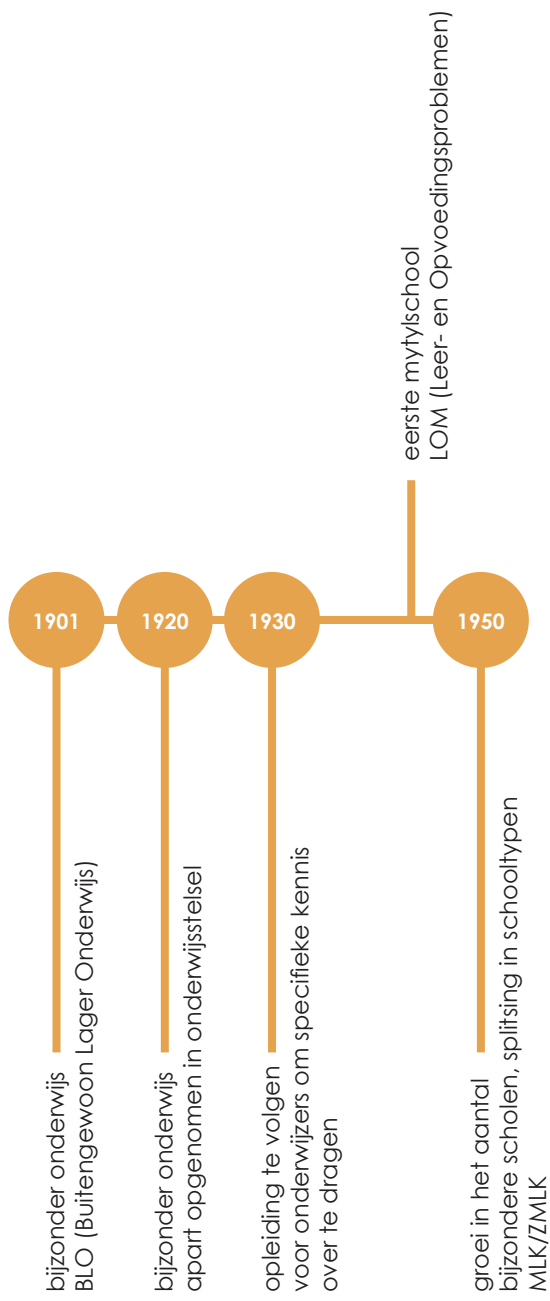 1901
bijzonder onderwijs
BLO (Buitengewoon Lager Onderwijs)
1920
bijzonder onderwijs
apart opgenomen in onderwijsstelsel
1930
opleiding te volgen
voor onderwijzers om specifieke kennis
over te dragen
eerste mytylschool
LOM (Leer- en Opvoedingsproblemen)
1950
groei in het aantal
bijzondere scholen, splitsing in schooltypen
MLK/ZMLK